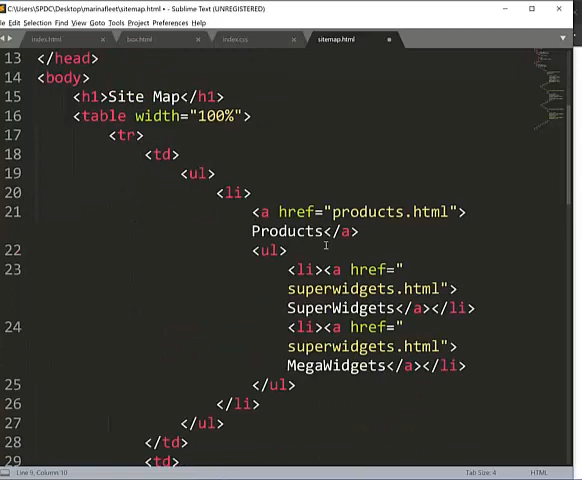 C:\Users\SPDC\Desktop\marinafleet\sitemap.html • - Sublime Text (UNREGISTERED)
File Edit Selection Find View Goto Tools Project Preferences Help
index.html box.html index.css sitemap.html
13 </head>
14 <body>
15 <h1>Site Map</h1>
16 <table width="100%">
17 <tr>
18 <td>
19 <ul>
20 <li>
21 <a href="products.html">
Products</a>
22 <ul>
23 <li><a href="
superwidgets.html">
SuperWidgets</a></li>
24 <li><a href="
superwidgets.html">
MegaWidgets</a></li>
25 </ul>
26 </li>
27 </ul>
28 </td>
29 <td>
Line 9, Column 10 Tab Size: 4 HTML